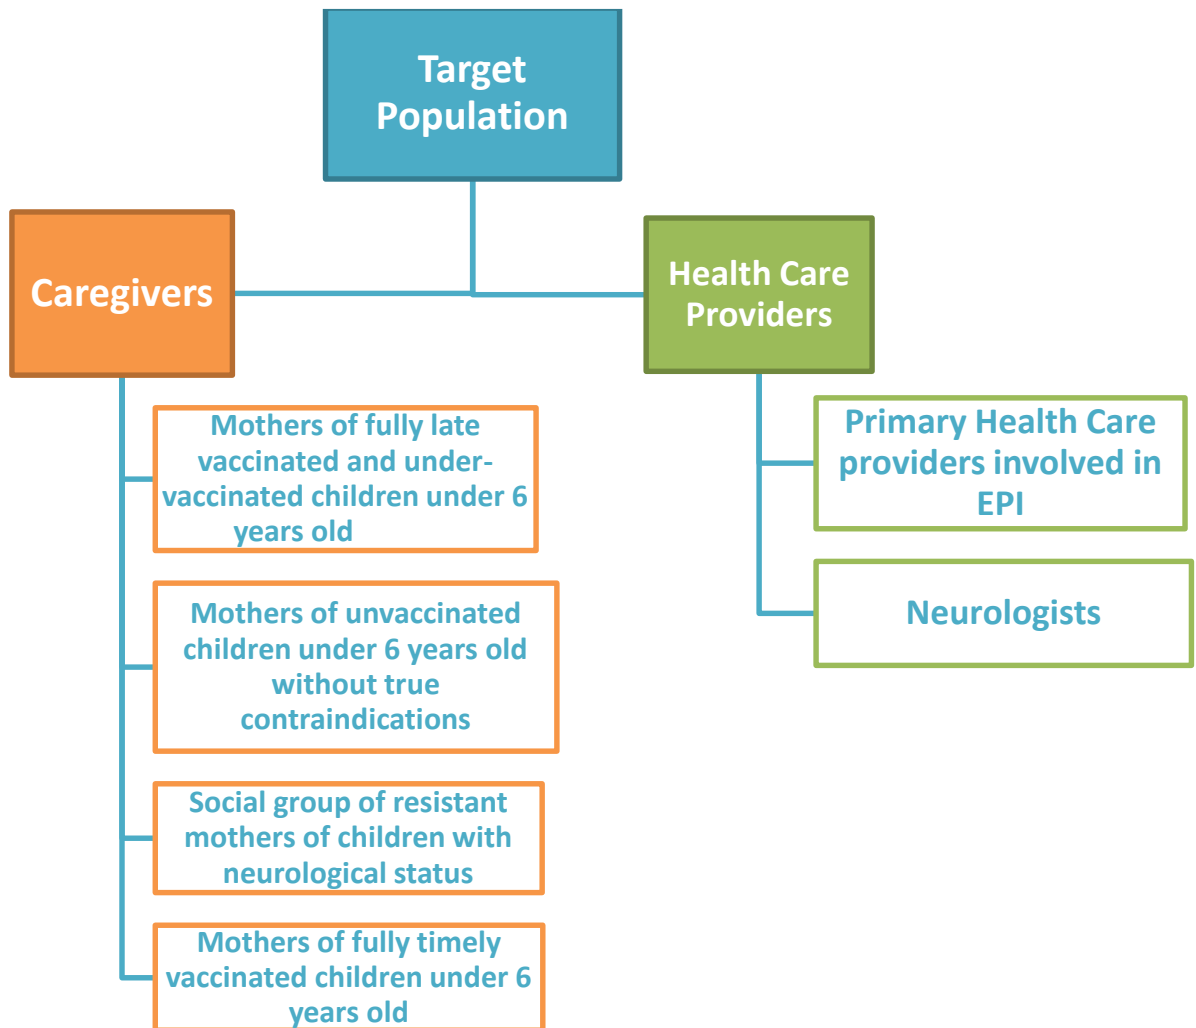 Target
Population
Caregivers
Health Care
Providers
Mothers of fully late
vaccinated and under-
vaccinated children under 6
years old
Mothers of unvaccinated
children under 6 years old
without true
contraindications
Social group of resistant
mothers of children with
neurological status
Mothers of fully timely
vaccinated children under 6
years old
Primary Health Care
providers involved in
EPI
Neurologists